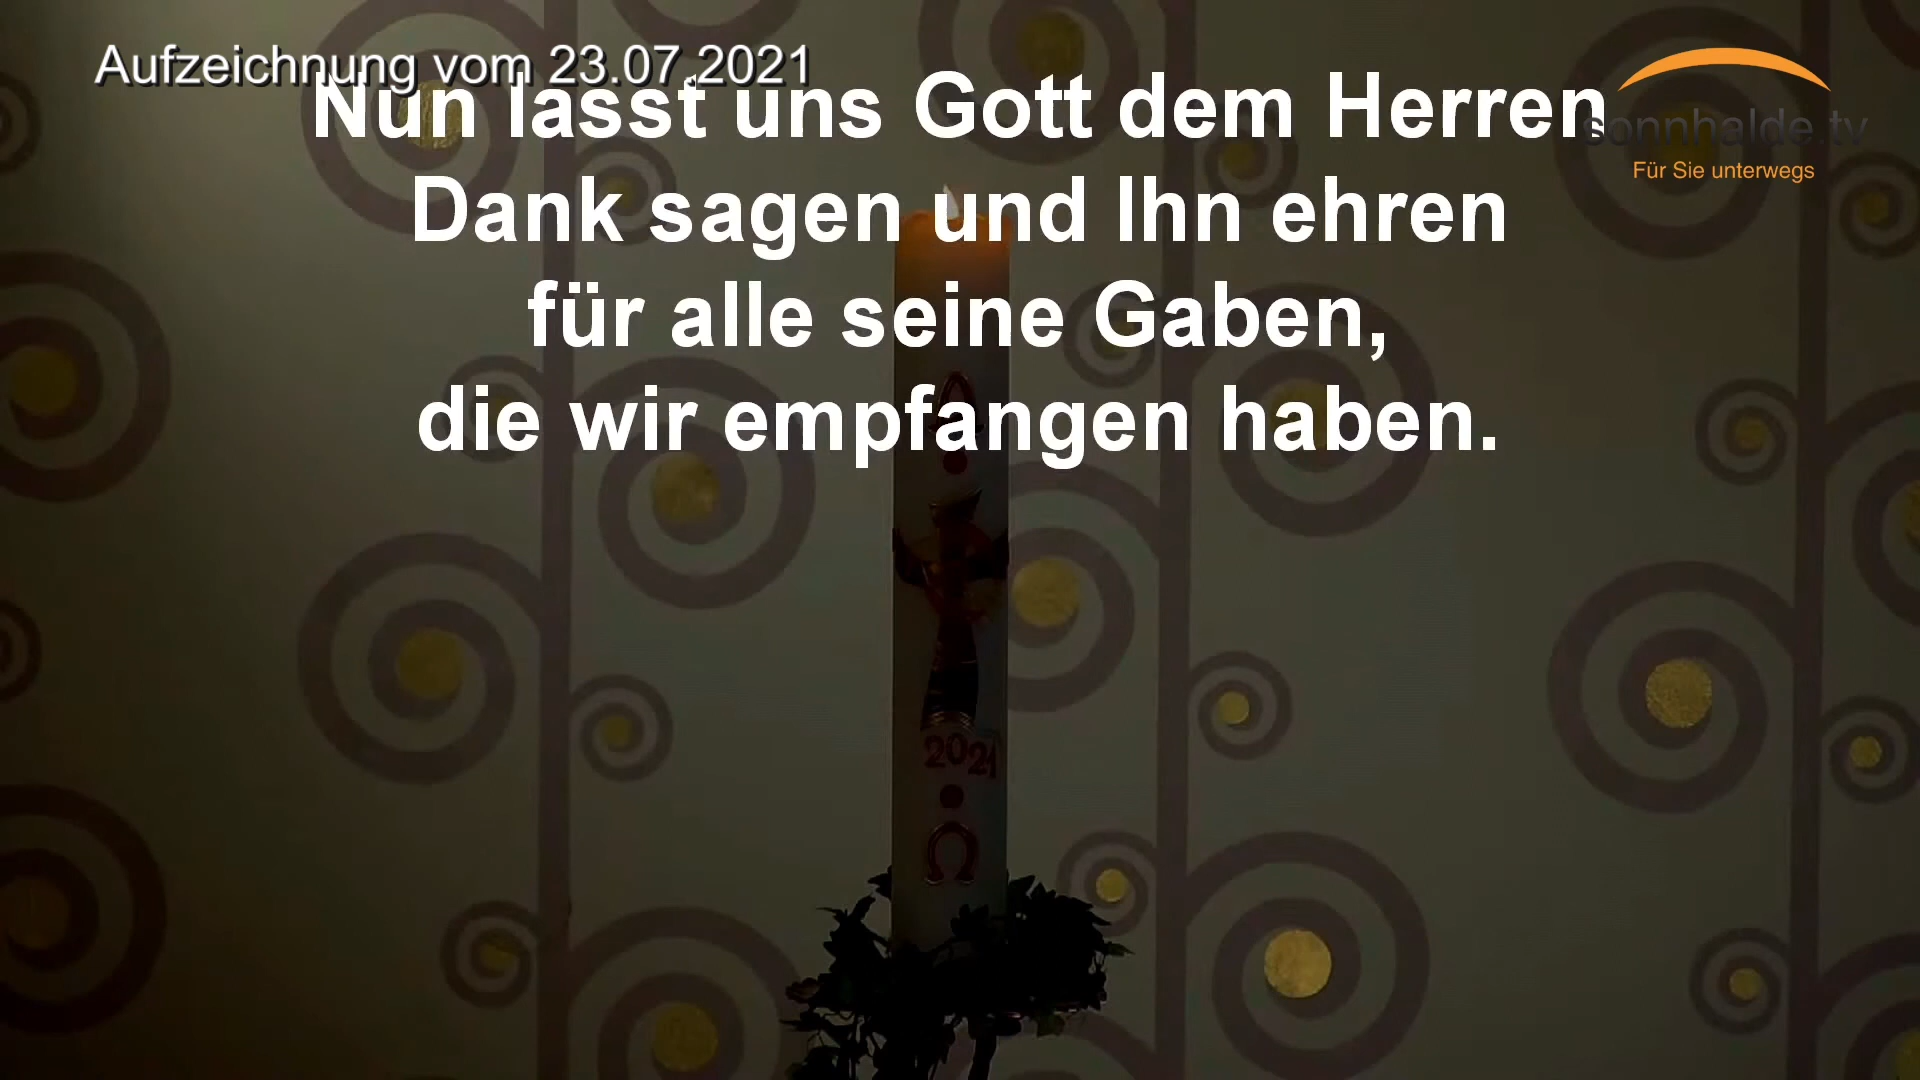 Aufzeichnung vom 23.07.2021
Nun lasst uns Gott dem Herren
Dank sagen und Ihn ehren
für alle seine Gaben,
die wir empfangen haben.
sonnhalde.tv
Für Sie unterwegs
A
2021
Ω